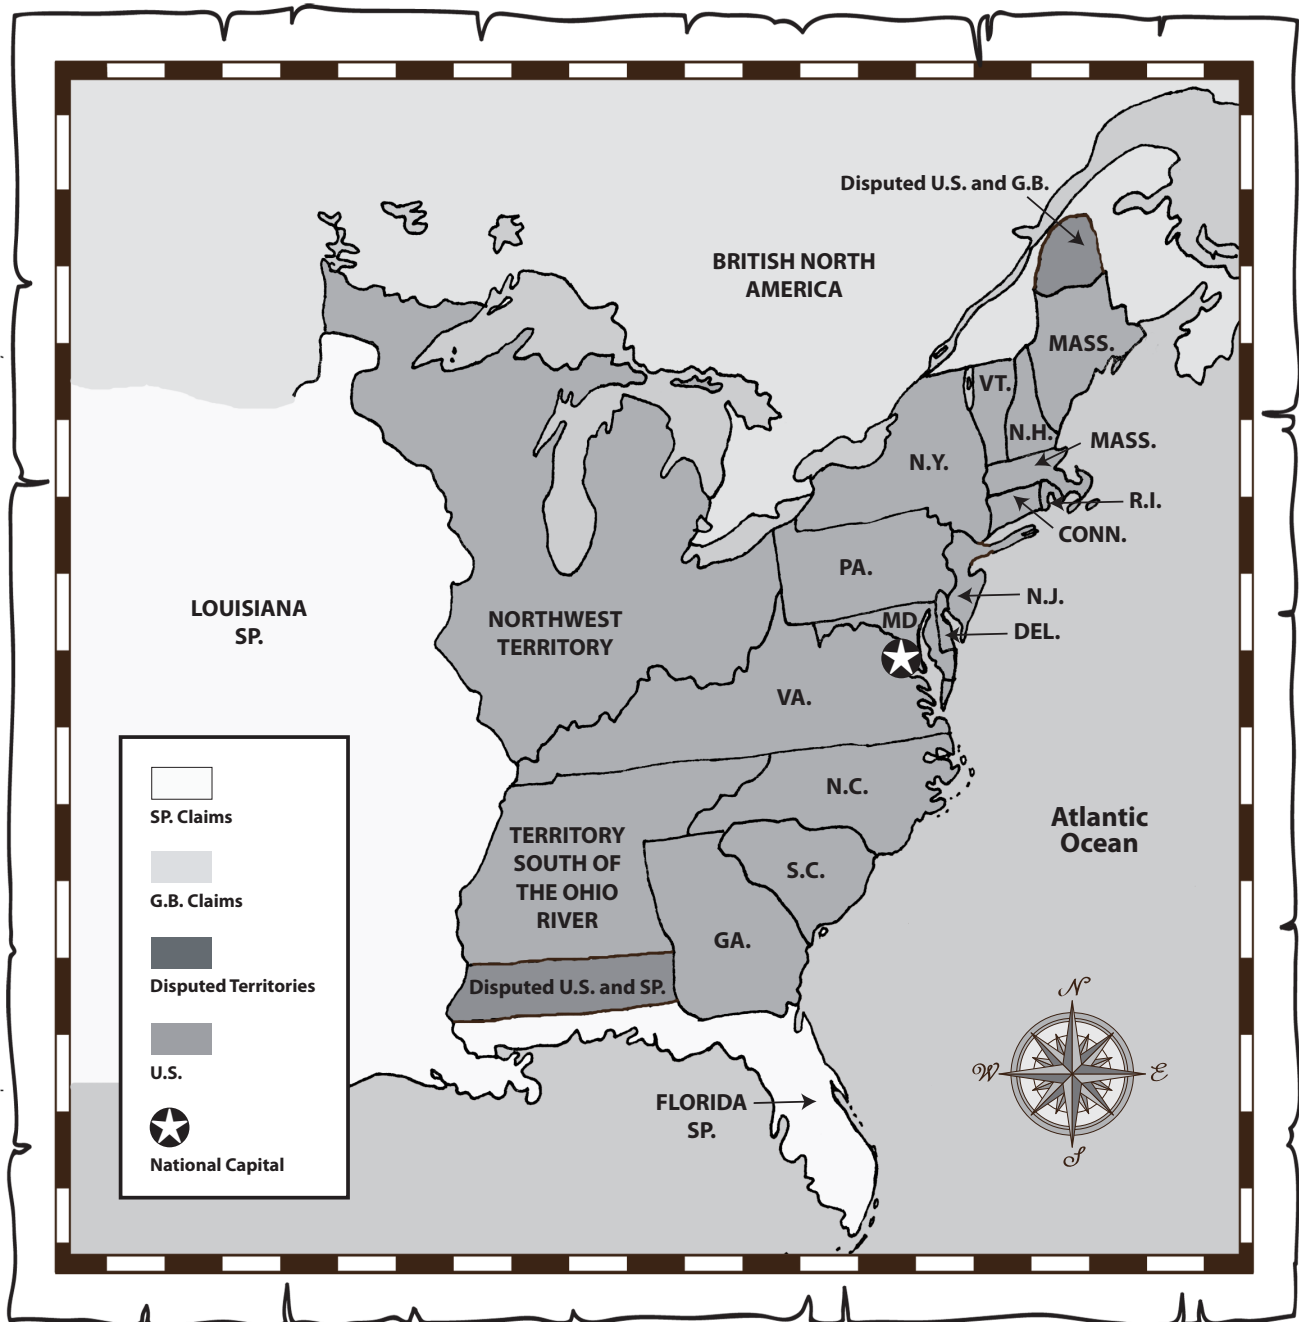 Disputed U.S. and G.B.
BRITISH NORTH
AMERICA
MASS.
VT.
N.H.
MASS.
N.Y.
R.I.
CONN.
PA.
N.J.
LOUISIANA
SP.
NORTHWEST
TERRITORY
MD
DEL.
VA.
N.C.
Atlantic
Ocean
TERRITORY
SOUTH OF
THE OHIO
RIVER
S.C.
GA.
Disputed U.S. and SP.
FLORIDA
SP.
SP. Claims
G.B. Claims
Disputed Territories
U.S.
National Capital
N
W
E
S